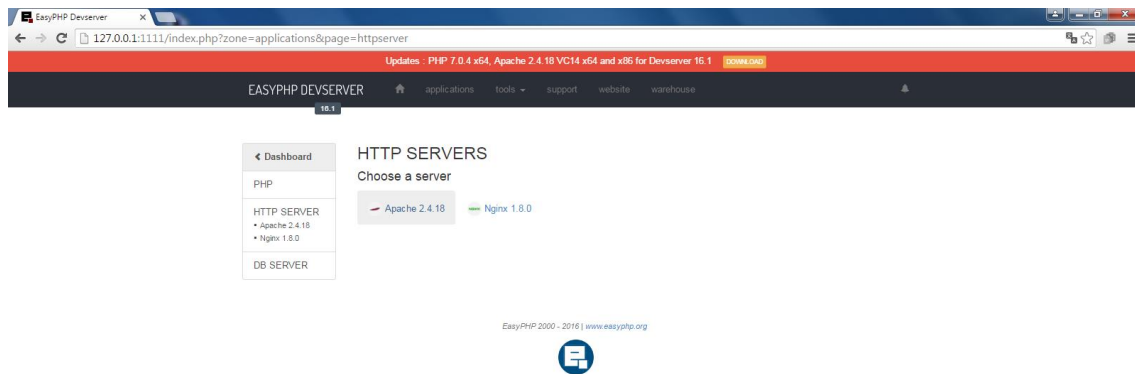 EasyPHP Devserver
127.0.0.1:1111/index.php?zone=applications&page=httpserver
Updates : PHP 7.0.4 x64, Apache 2.4.18 VC14 x64 and x86 for Devserver 16.1 DOWNLOAD
EASYPHP DEVSERVER applications tools support website warehouse
16.1
Dashboard
PHP
HTTP SERVER
• Apache 2.4.18
• Nginx 1.8.0
DB SERVER
HTTP SERVERS
Choose a server
Apache 2.4.18 Nginx 1.8.0
EasyPHP 2000 - 2016 | www.easyphp.org